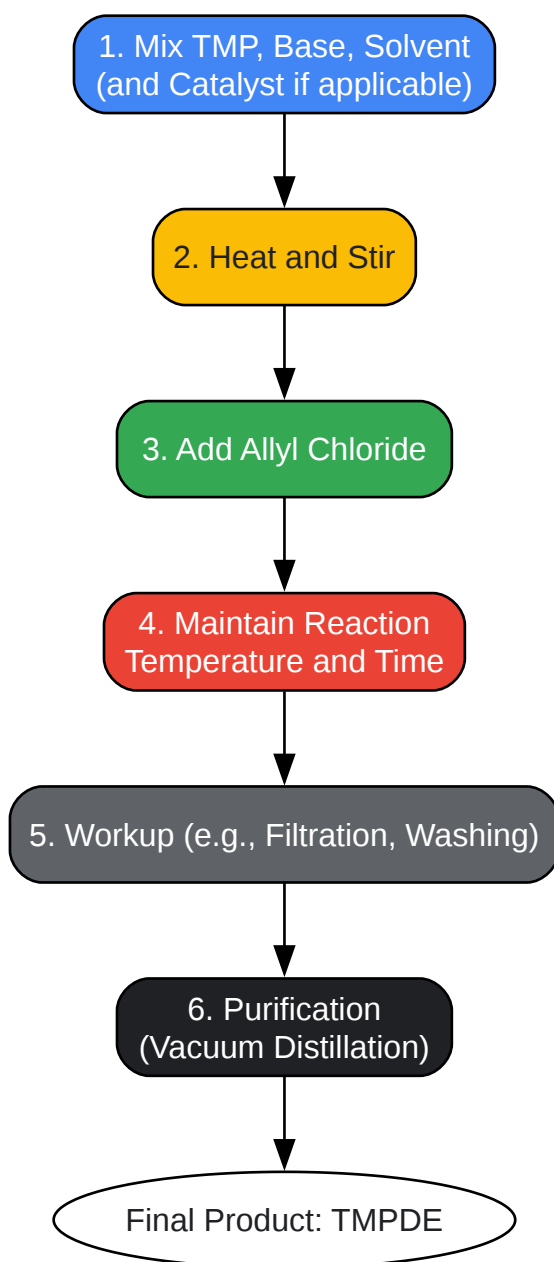 1. Mix TMP, Base, Solvent
(and Catalyst if applicable)
2. Heat and Stir
3. Add Allyl Chloride
4. Maintain Reaction
Temperature and Time
5. Workup (e.g., Filtration, Washing)
6. Purification
(Vacuum Distillation)
Final Product: TMPDE